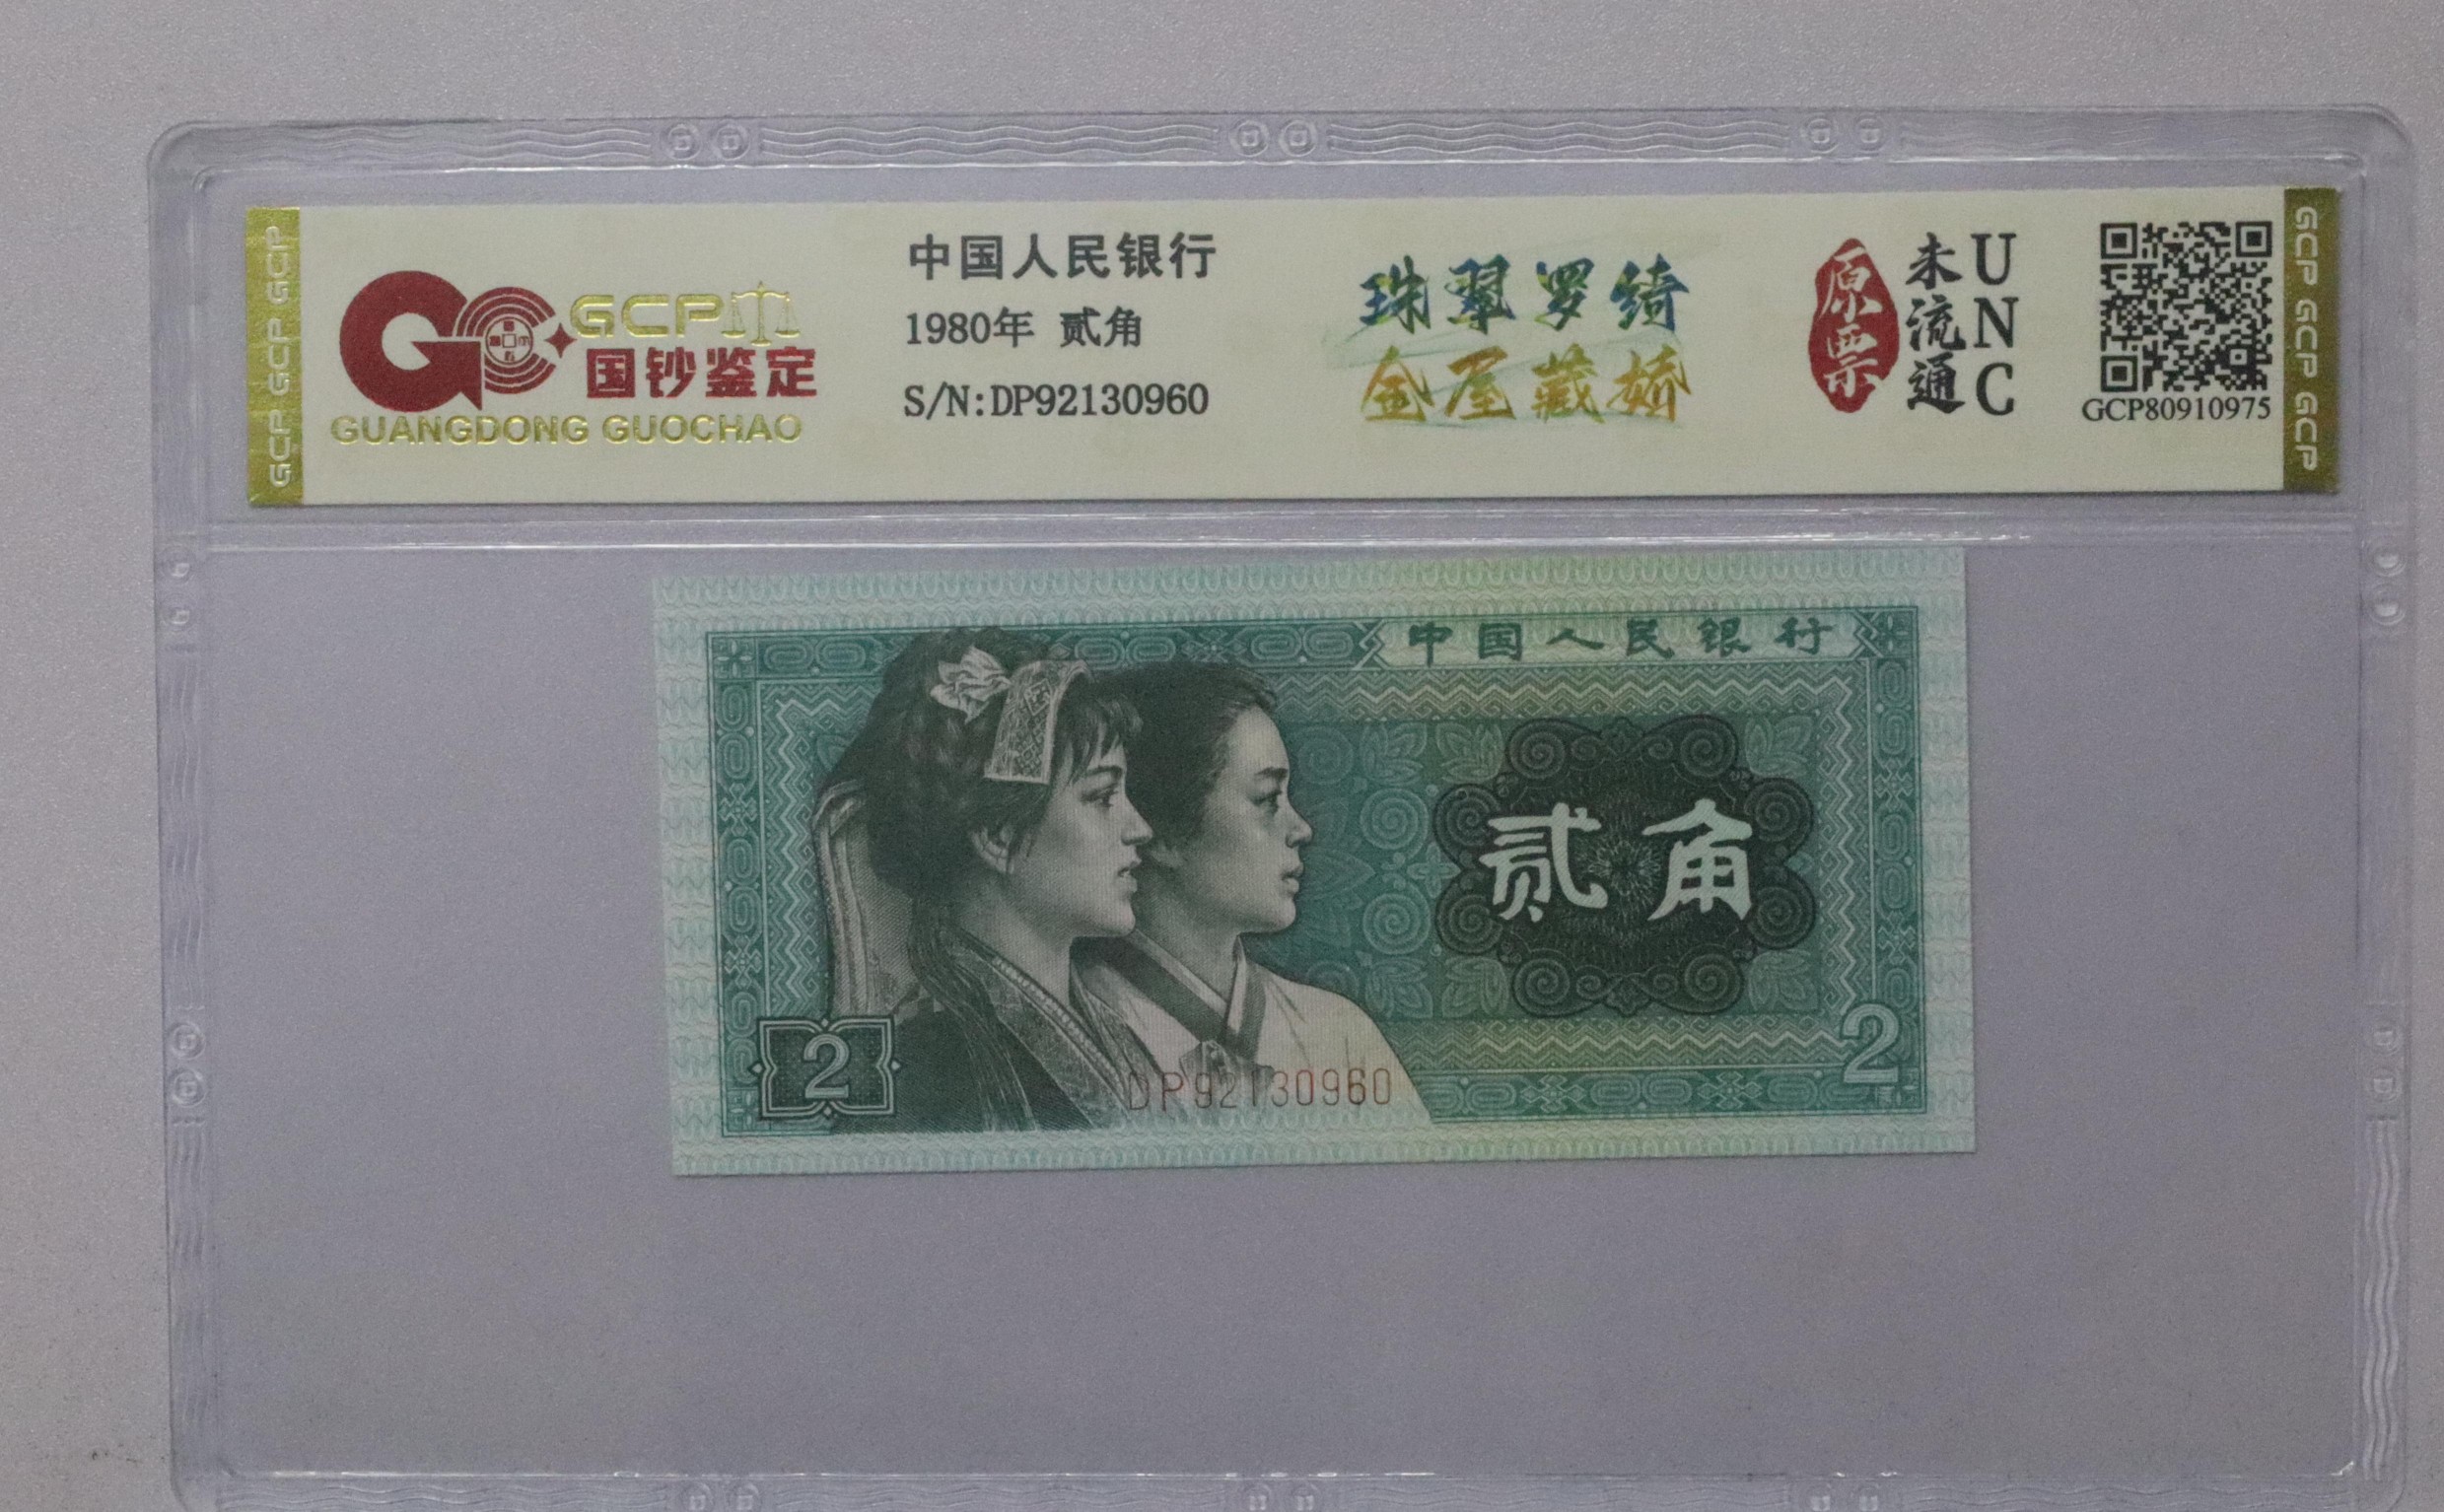 GCP GCP GCP
GCP
国钞鉴定
GUANGDONG GUOCHAO
中国人民银行
1980年 贰角
S/N:DP92130960
珠翠罗绮
金屋藏娇
原票
未流通
UNC
GCP80910975
GCP GCP GCP
中国人民银行
贰角
2
DP92130960
2